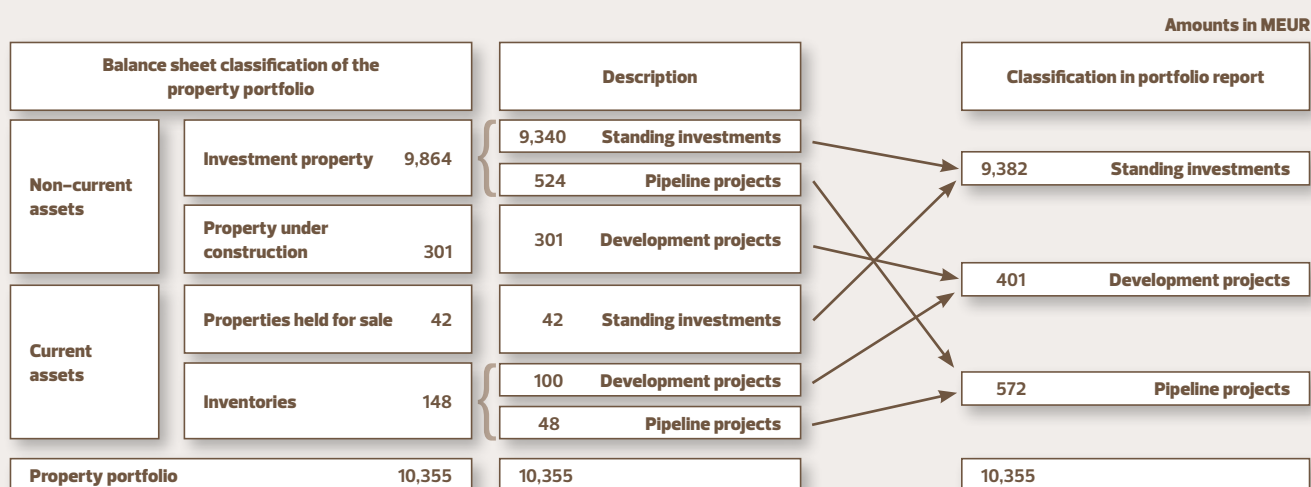 Amounts in MEUR
Balance sheet classification of the
property portfolio
Description
Classification in portfolio report
Non-current
assets
Investment property 9,864
9,340 Standing investments
524 Pipeline projects
Property under
construction 301
301 Development projects
Current
assets
Properties held for sale 42
42 Standing investments
Inventories 148
100 Development projects
48 Pipeline projects
9,382 Standing investments
401 Development projects
572 Pipeline projects
Property portfolio 10,355
10,355
10,355